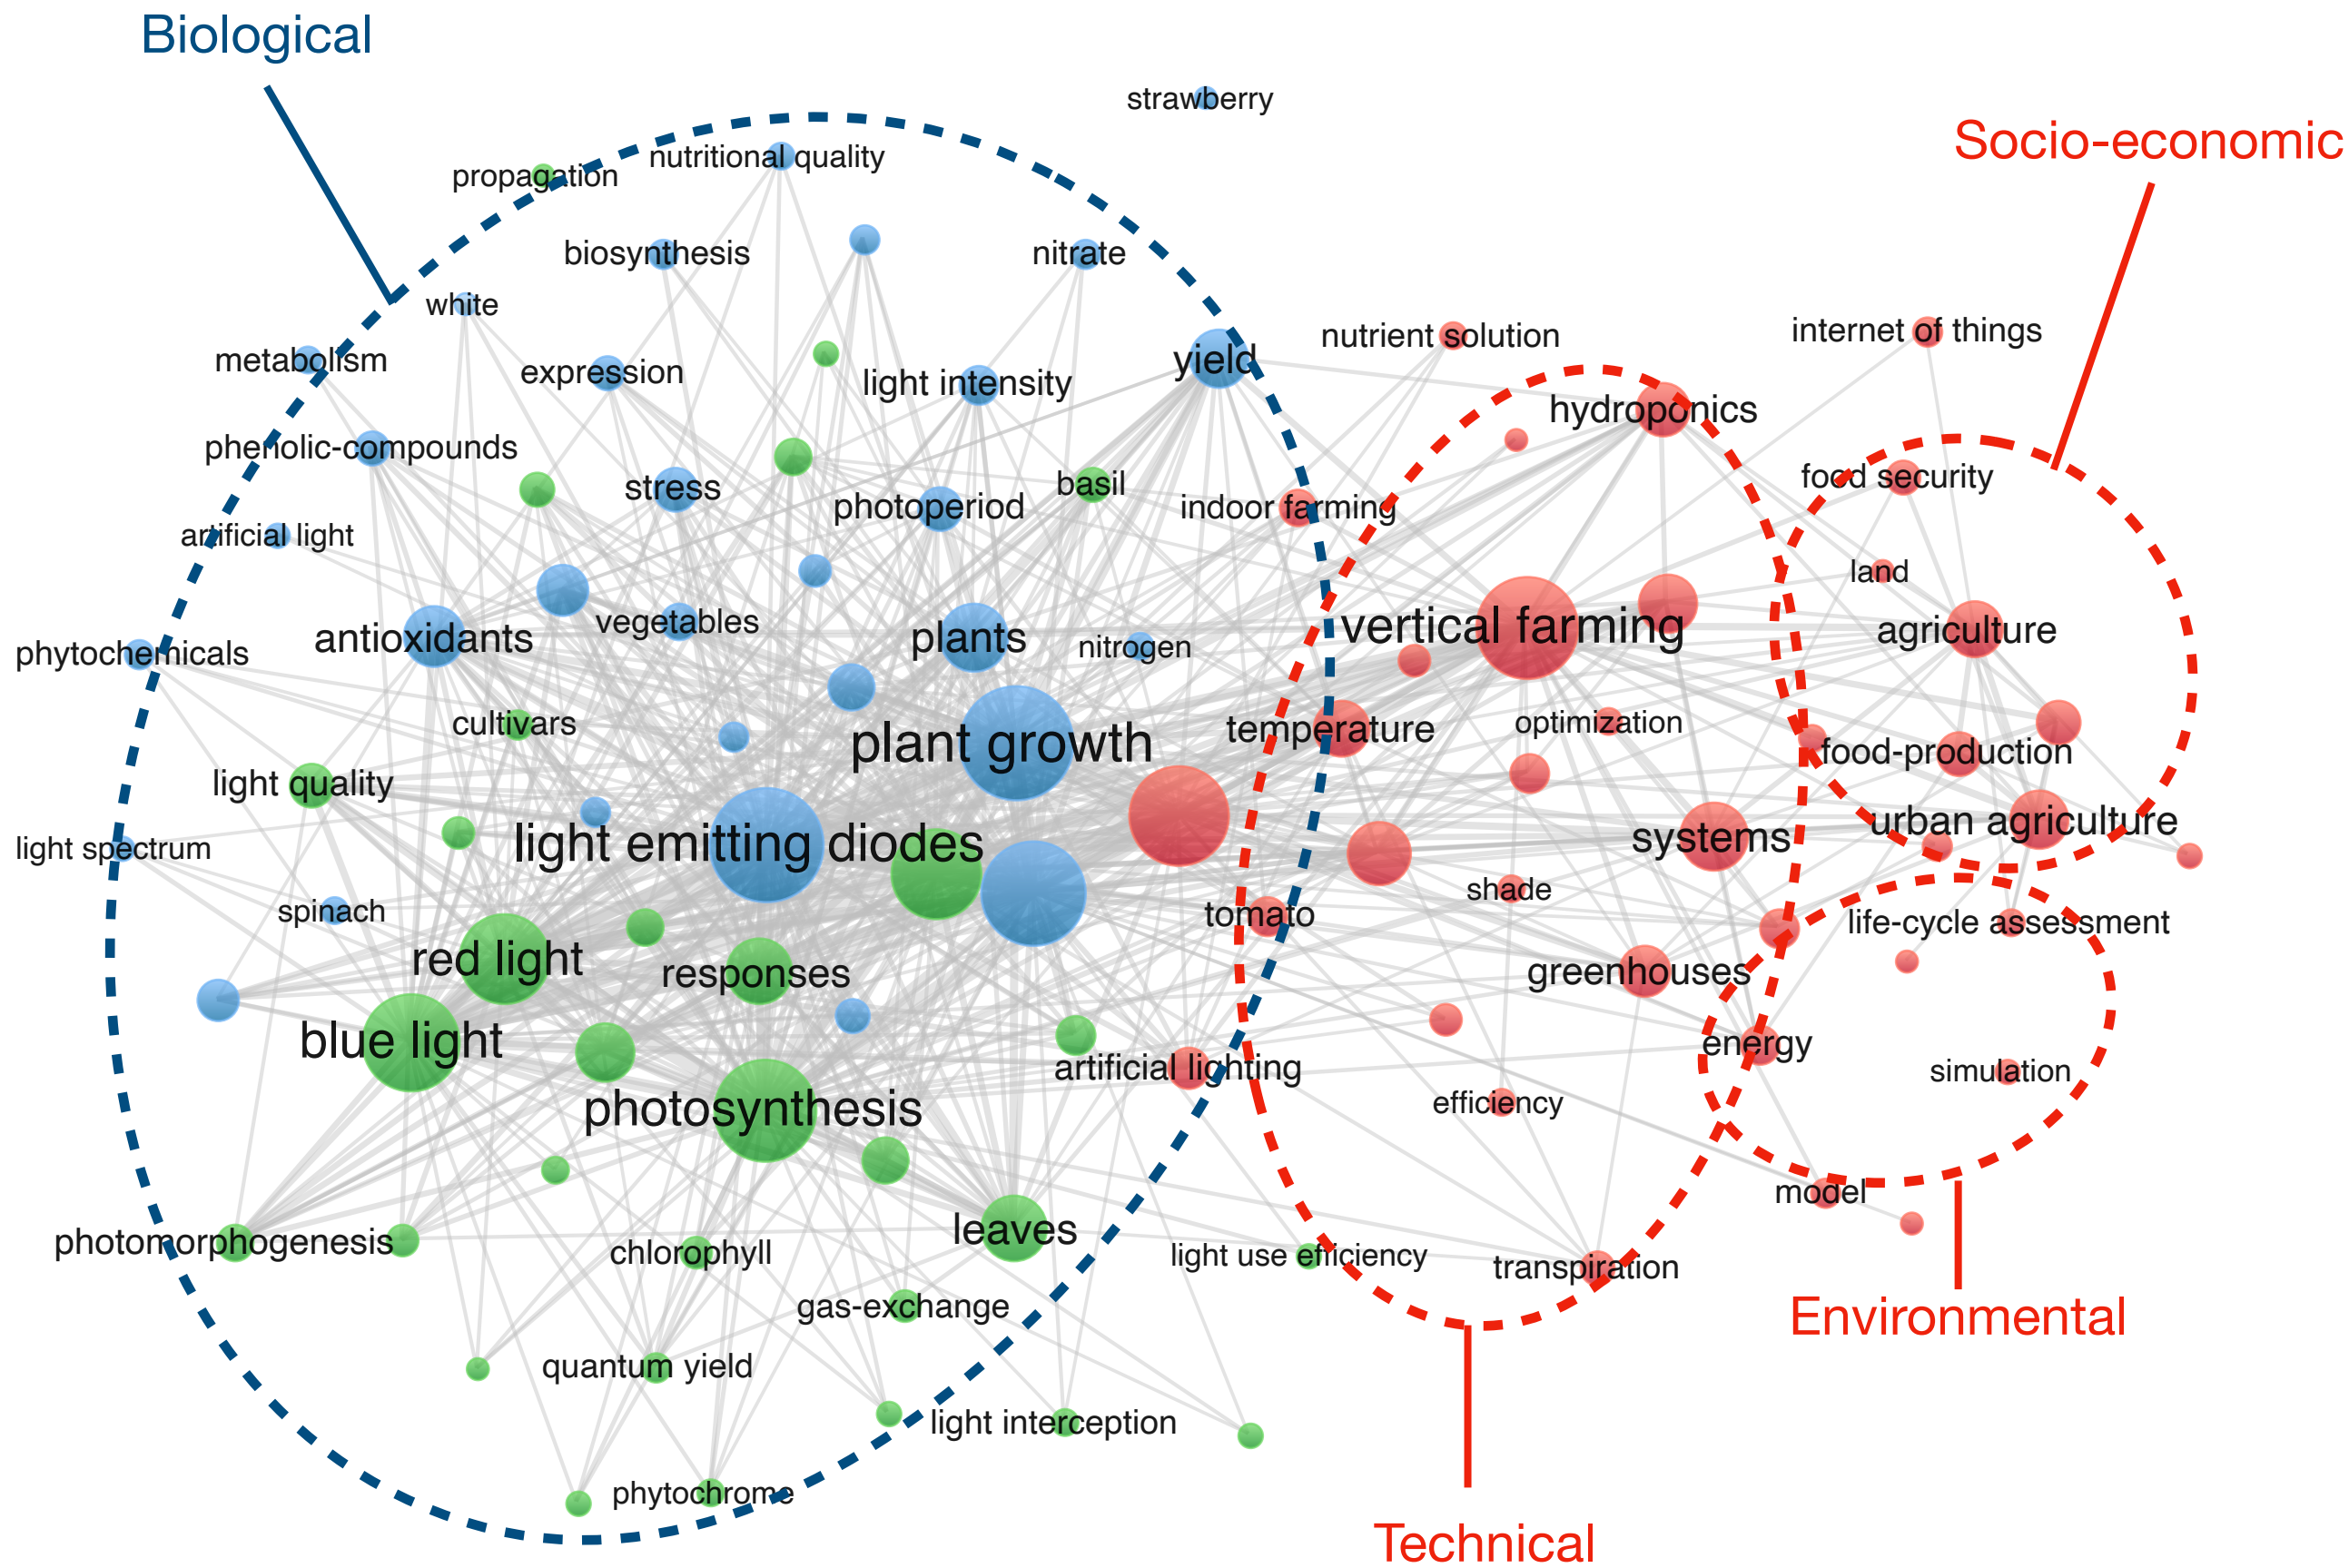 Biological
strawberry
Socio-economic
nutritional quality
propagation
biosynthesis
nitrate
white
metabolism
expression
light intensity
yield
nutrient solution
internet of things
hydroponics
phenolic-compounds
stress
photoperiod
basil
indoor farming
food security
artificial light
land
phytochemicals
antioxidants
vegetables
plants
nitrogen
vertical farming
agriculture
cultivars
plant growth
temperature
optimization
food-production
light quality
light emitting diodes
systems
urban agriculture
light spectrum
spinach
shade
tomato
life-cycle assessment
red light
responses
greenhouses
blue light
artificial lighting
energy
simulation
photosynthesis
efficiency
model
photomorphogenesis
chlorophyll
leaves
light use efficiency
transpiration
gas-exchange
Environmental
quantum yield
light interception
phytochrome
Technical